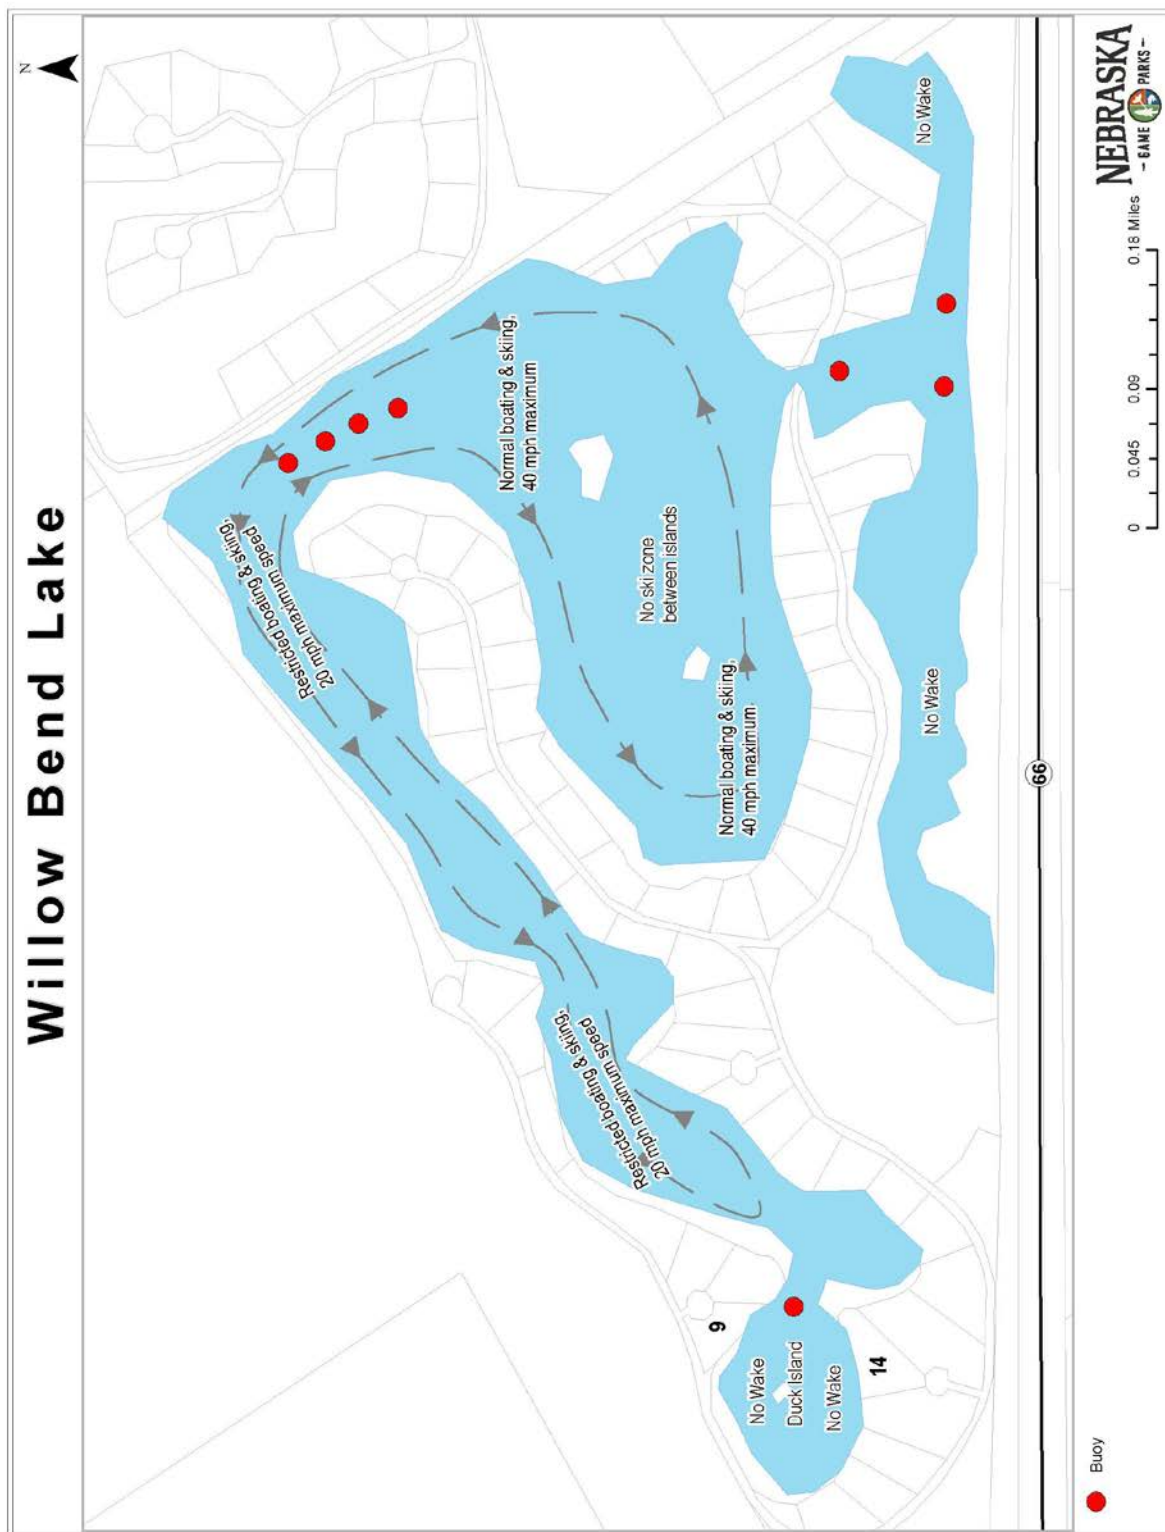 Willow Bend Lake
N
Restricted boating & skiing,
20 mph maximum speed
Normal boating & skiing,
40 mph maximum
No ski zone
between islands
Normal boating & skiing,
40 mph maximum.
Restricted boating & skiing,
20 mph maximum speed
9
No Wake
Duck Island
No Wake
14
No Wake
No Wake
66
Buoy
0 0.045 0.09 0.18 Miles
NEBRASKA
- GAME PARKS -